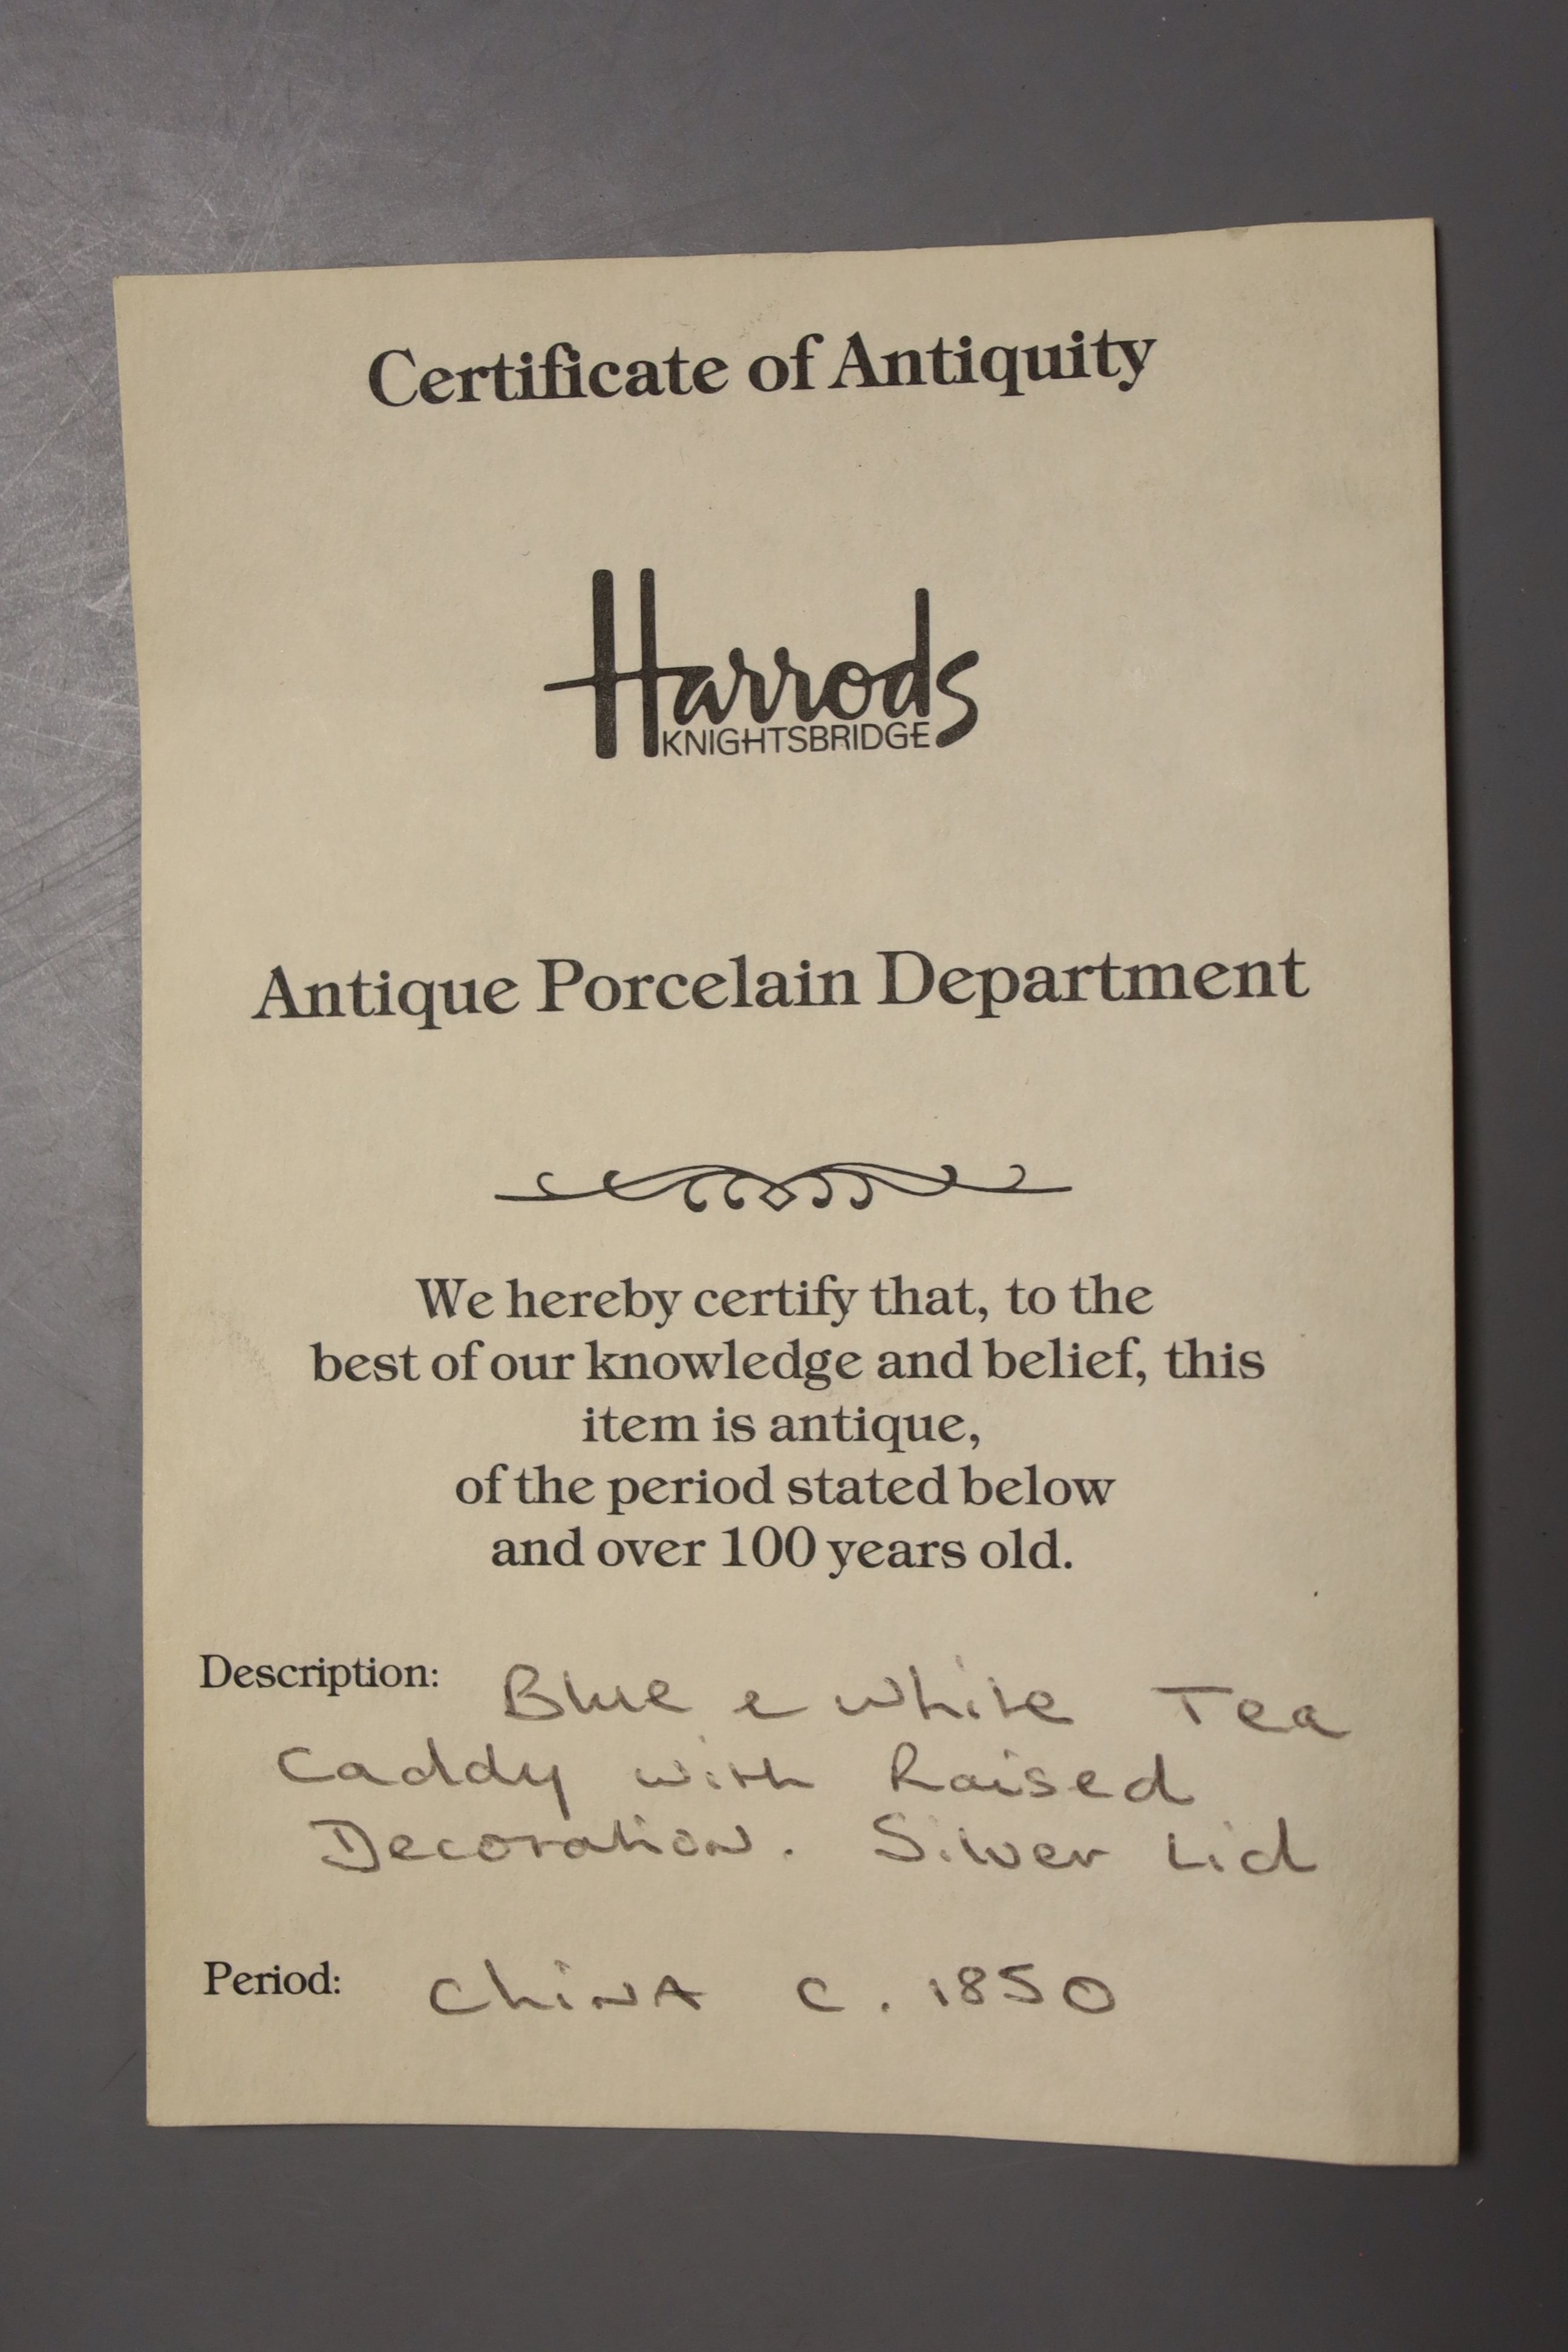 Certificate of Antiquity
Harrods
KNIGHTSBRIDGE
Antique Porcelain Department
We hereby certify that, to the
best of our knowledge and belief, this
item is antique,
of the period stated below
and over 100 years old.
Description: Blue & White Tea
Caddy with Raised
Decoration. Silver Lid
Period: China c. 1850